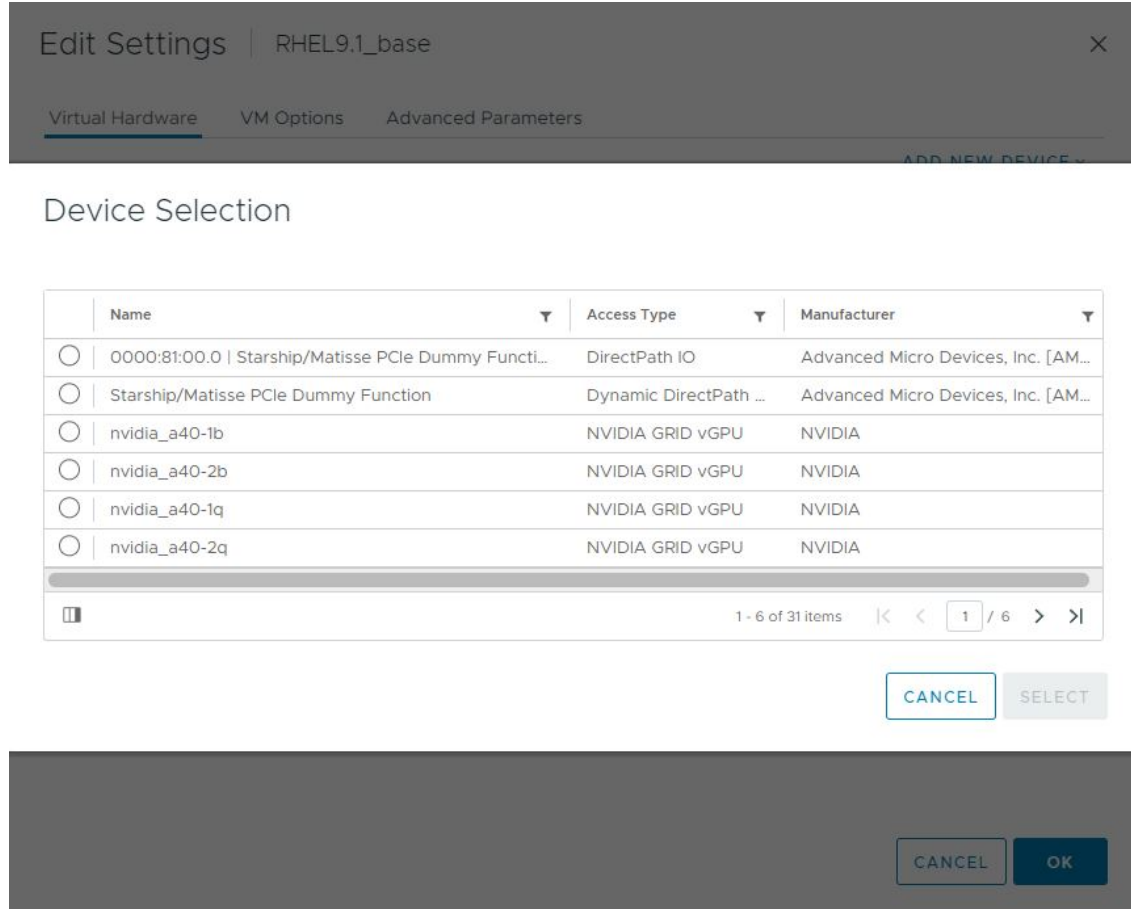 Edit Settings RHEL9.1_base
Virtual Hardware VM Options Advanced Parameters
ADD NEW DEVICE
Device Selection
Name Access Type Manufacturer
0000:81:00.0 | Starship/Matisse PCIe Dummy Functi... DirectPath IO Advanced Micro Devices, Inc. [AM...
Starship/Matisse PCIe Dummy Function Dynamic DirectPath ... Advanced Micro Devices, Inc. [AM...
nvidia_a40-1b NVIDIA GRID vGPU NVIDIA
nvidia_a40-2b NVIDIA GRID vGPU NVIDIA
nvidia_a40-1q NVIDIA GRID vGPU NVIDIA
nvidia_a40-2q NVIDIA GRID vGPU NVIDIA
1 - 6 of 31 items 1 / 6
CANCEL SELECT
CANCEL OK